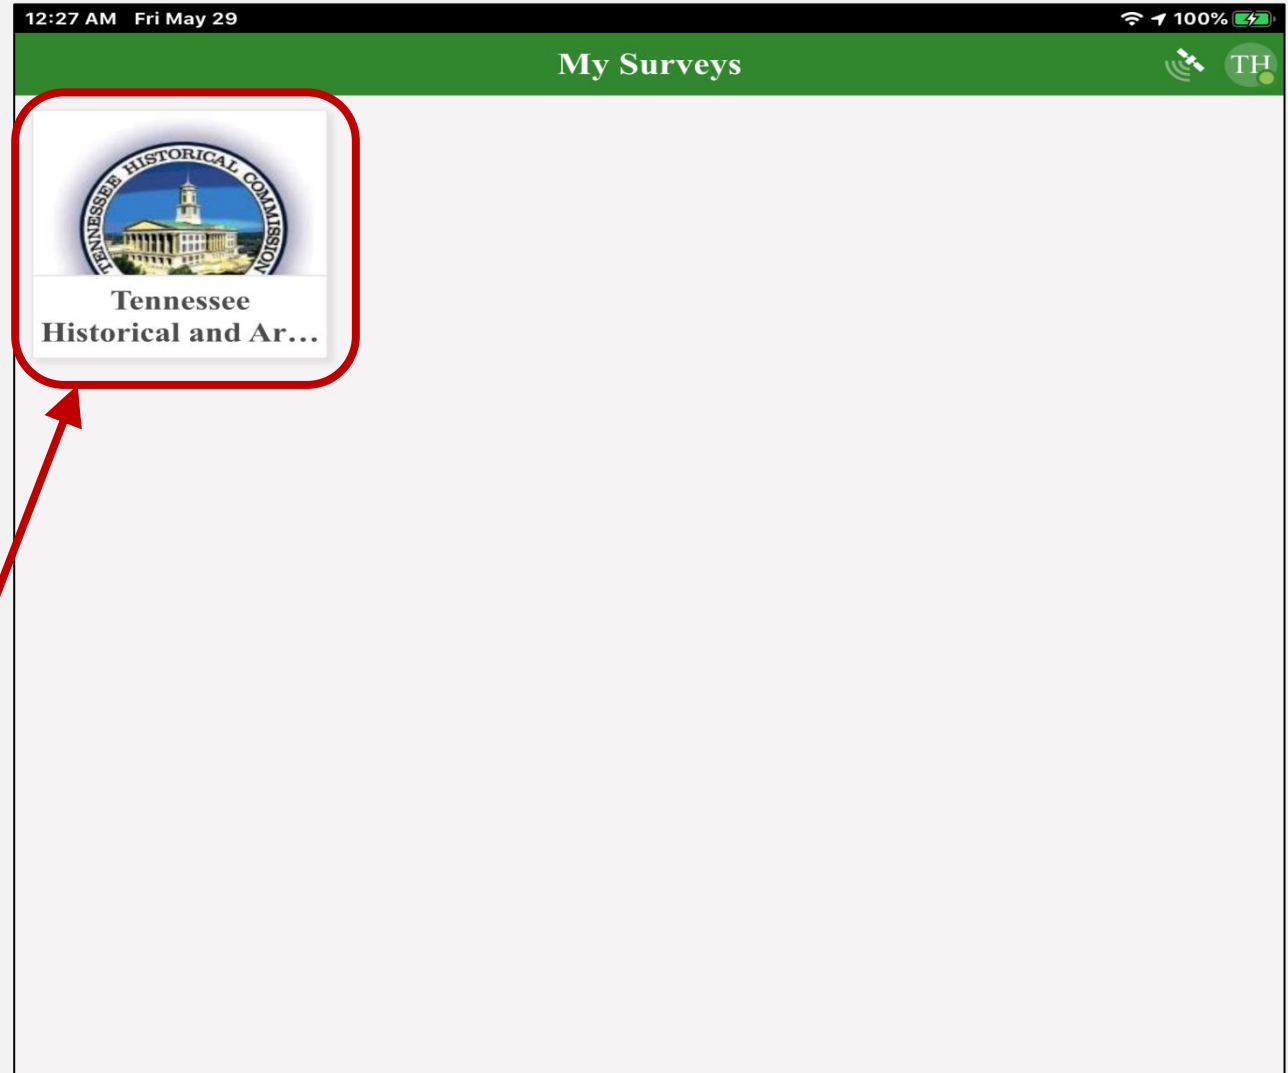 12:27 AM Fri May 29
100%
My Surveys
TH
TENNESSEE HISTORICAL COMMISSION
Tennessee
Historical and Ar...